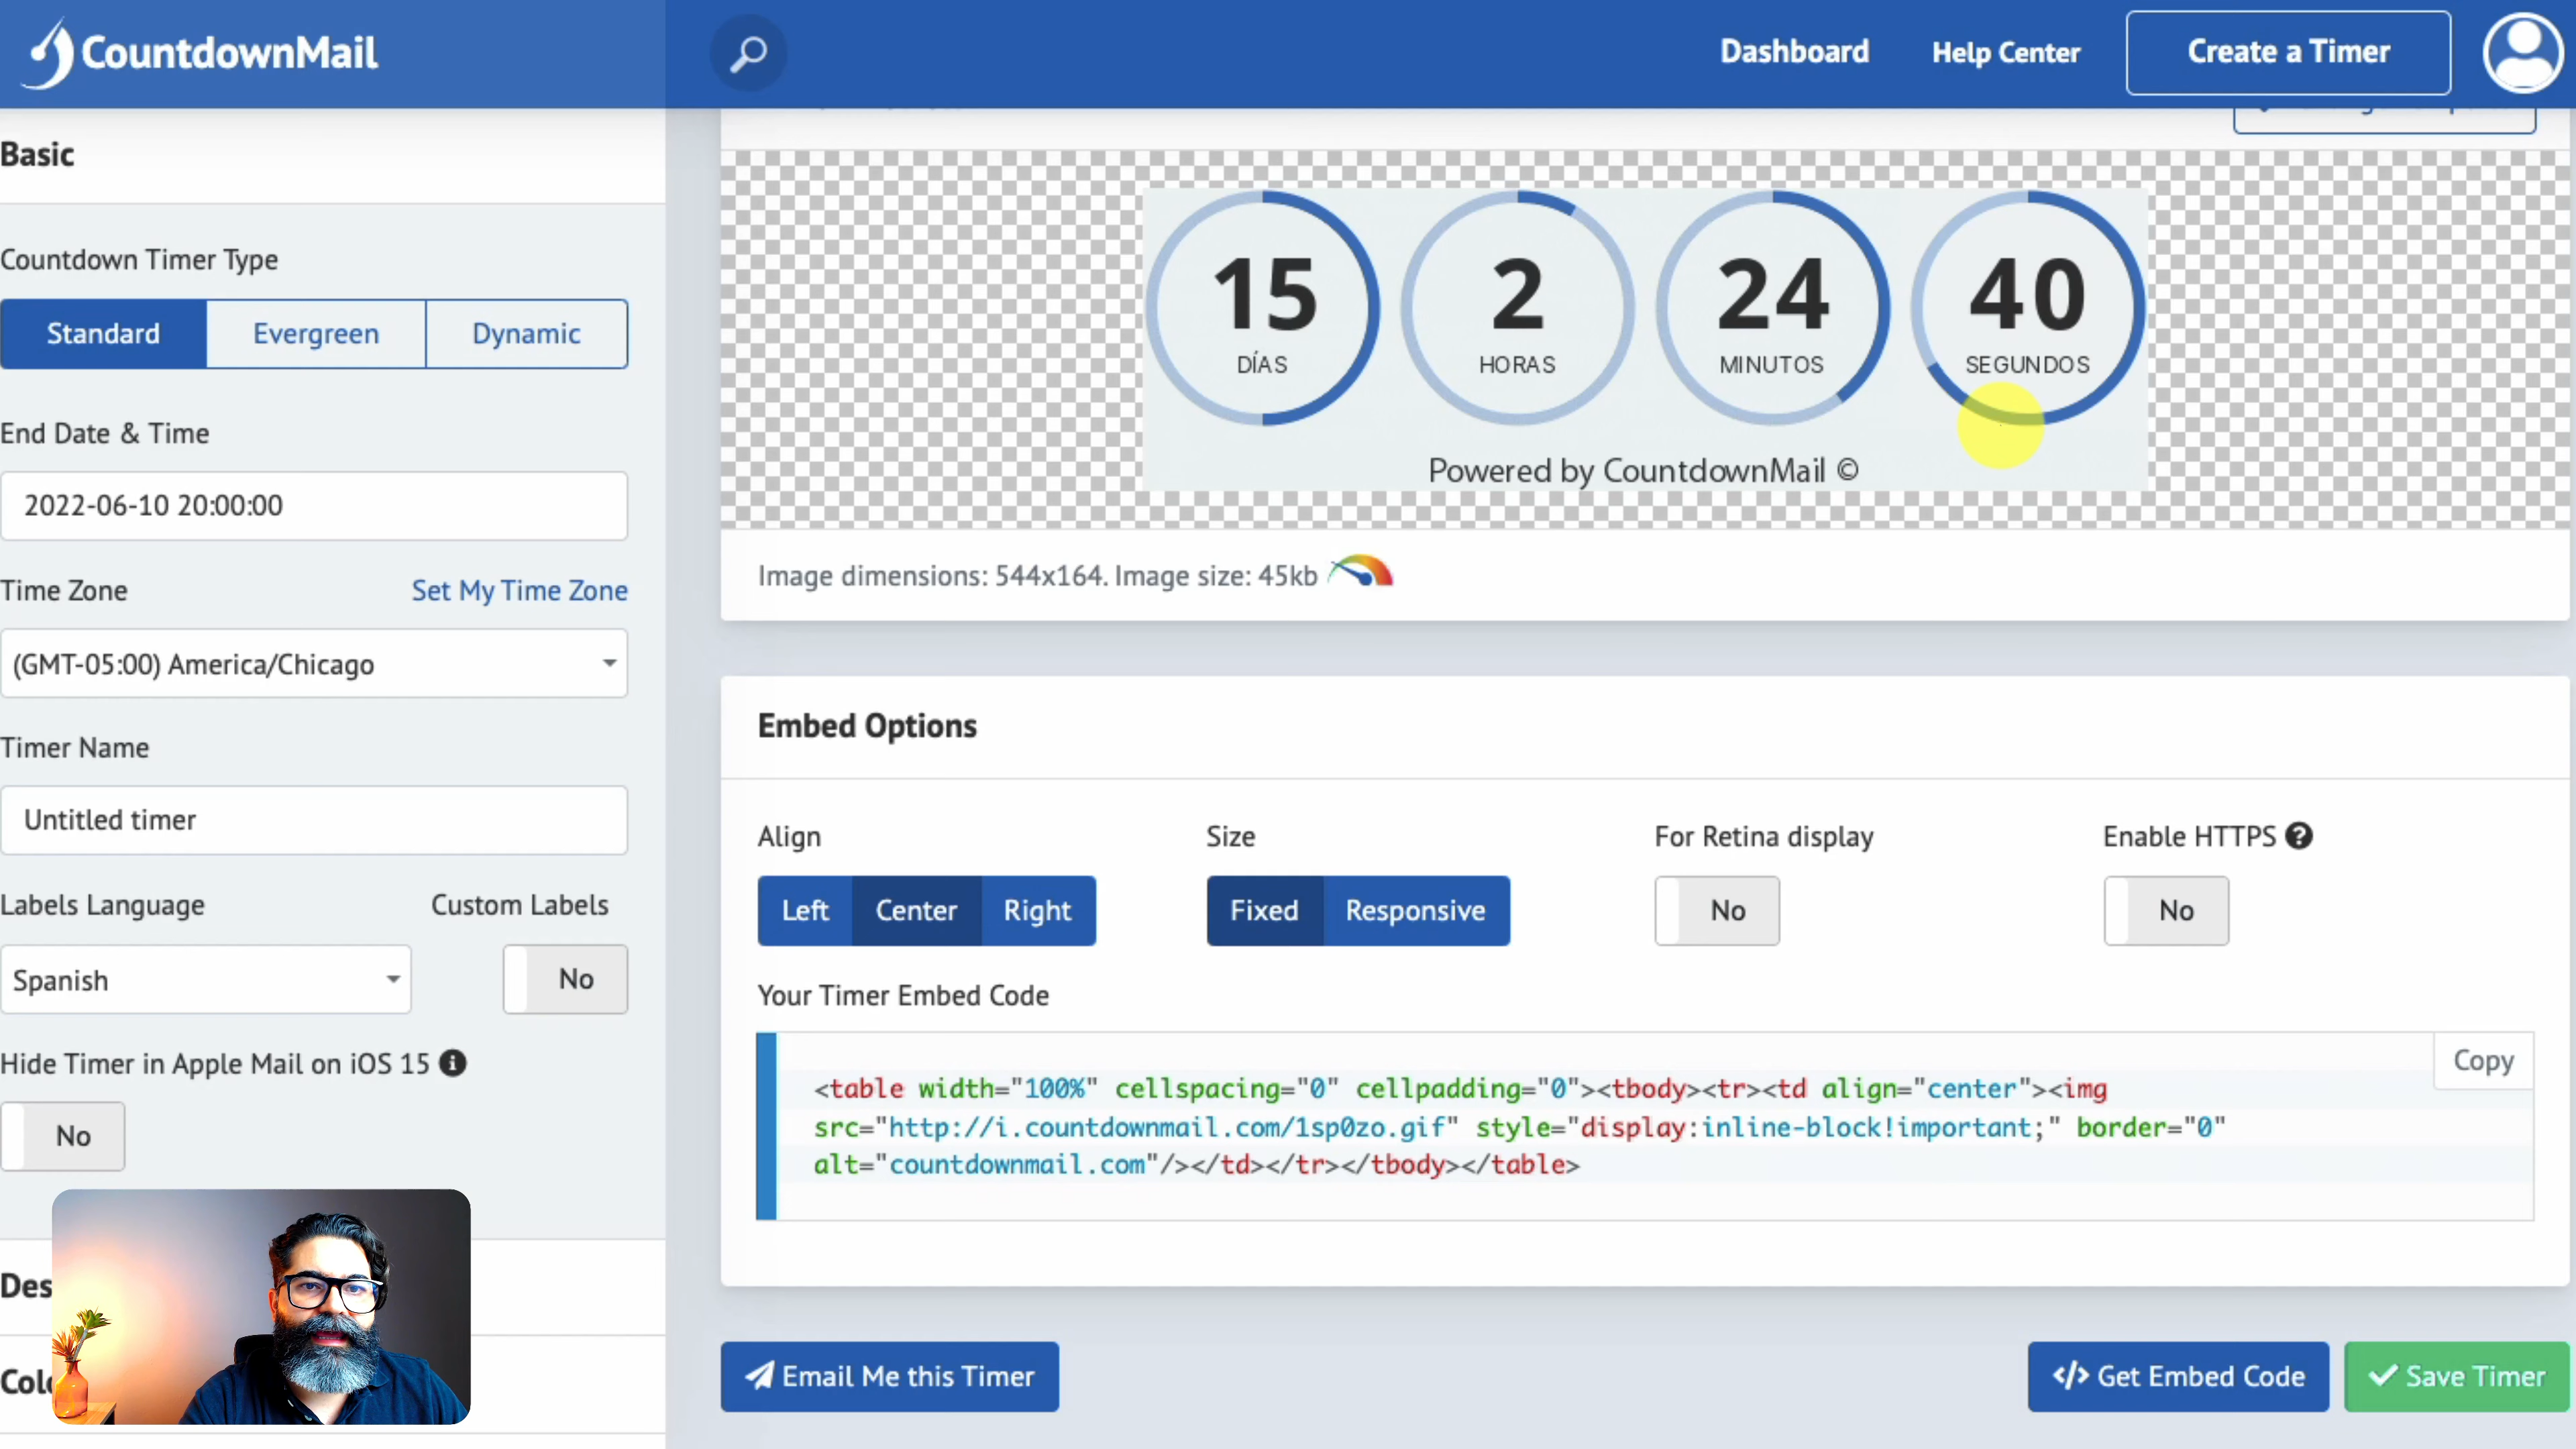 CountdownMail
Dashboard
Help Center
Create a Timer
Basic
Countdown Timer Type
Standard
Evergreen
Dynamic
End Date & Time
2022-06-10 20:00:00
Time Zone
Set My Time Zone
(GMT-05:00) America/Chicago
Timer Name
Untitled timer
Labels Language
Custom Labels
Spanish
No
Hide Timer in Apple Mail on iOS 15
No
15
DÍAS
2
HORAS
24
MINUTOS
40
SEGUNDOS
Powered by CountdownMail ©
Image dimensions: 544x164. Image size: 45kb
Embed Options
Align
Left
Center
Right
Size
Fixed
Responsive
For Retina display
No
Enable HTTPS
No
Your Timer Embed Code
Copy
<table width="100%" cellspacing="0" cellpadding="0"><tbody><tr><td align="center"><img
src="http://i.countdownmail.com/1sp0zo.gif" style="display:inline-block!important;" border="0"
alt="countdownmail.com"/></td></tr></tbody></table>
Email Me this Timer
</> Get Embed Code
Save Timer